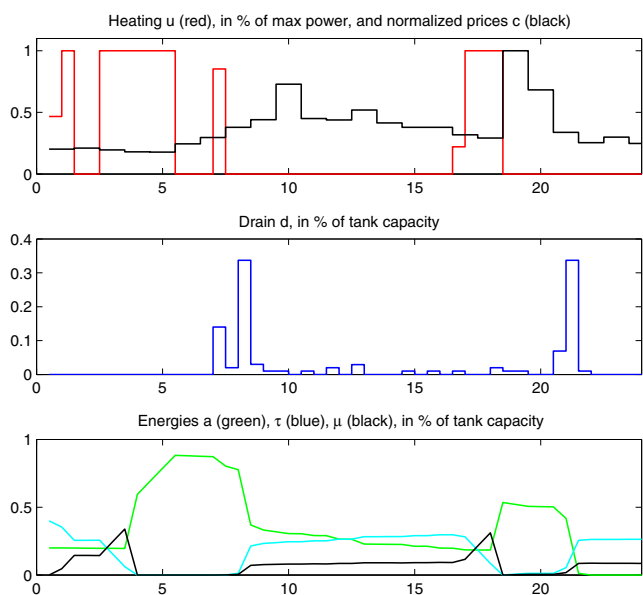 Heating u (red), in % of max power, and normalized prices c (black)
1
0.5
0
0 5 10 15 20
Drain d, in % of tank capacity
0.4
0.3
0.2
0.1
0
0 5 10 15 20
Energies a (green), τ (blue), μ (black), in % of tank capacity
1
0.5
0
0 5 10 15 20